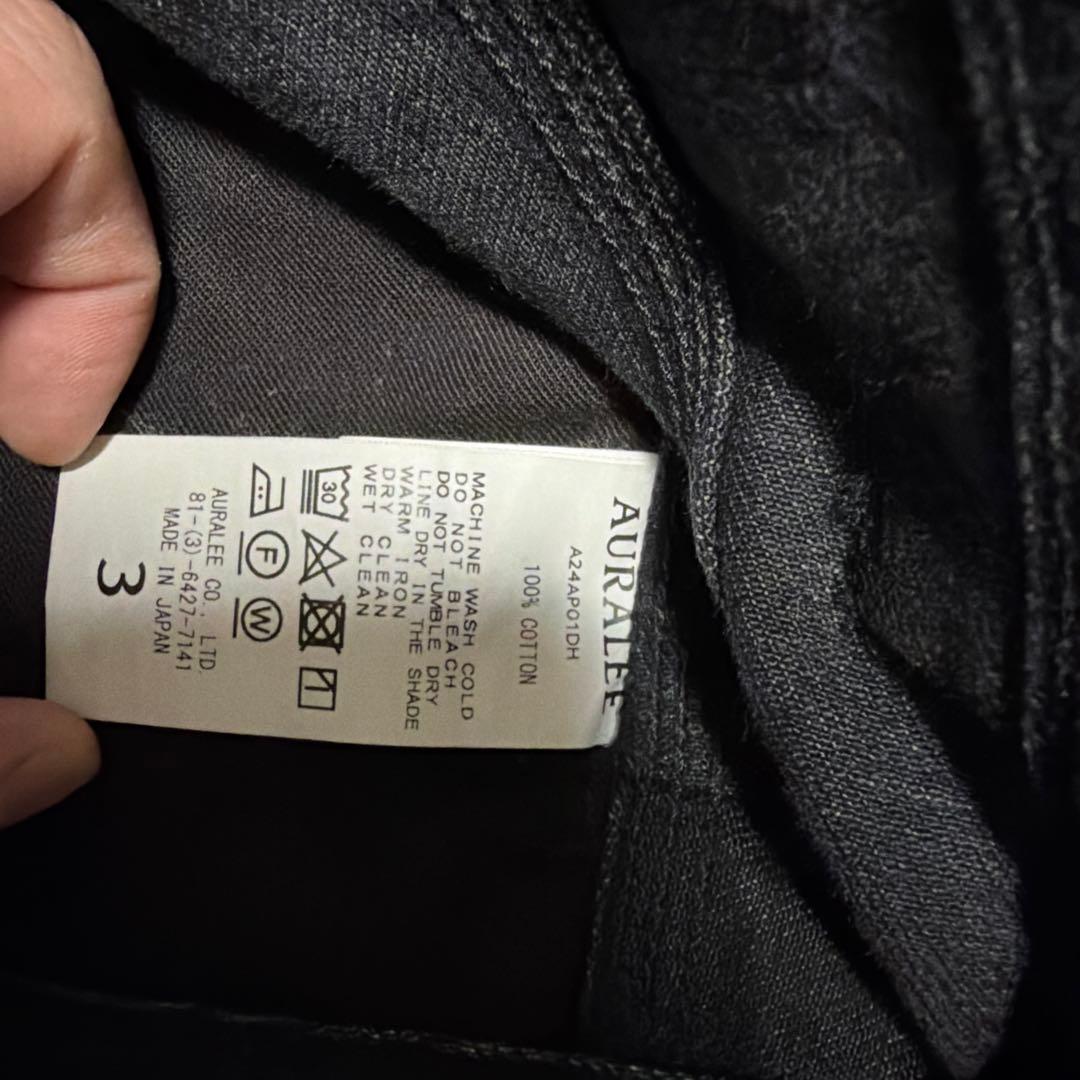 AURALEE
A24AP01DH
100% COTTON
MACHINE WASH COLD
DO NOT BLEACH
DO NOT TUMBLE DRY
LINE DRY IN THE SHADE
WARM IRON
DRY CLEAN
WET CLEAN
30
F W
AURALEE CO., LTD.
81-(3)-6427-7141
MADE IN JAPAN
3